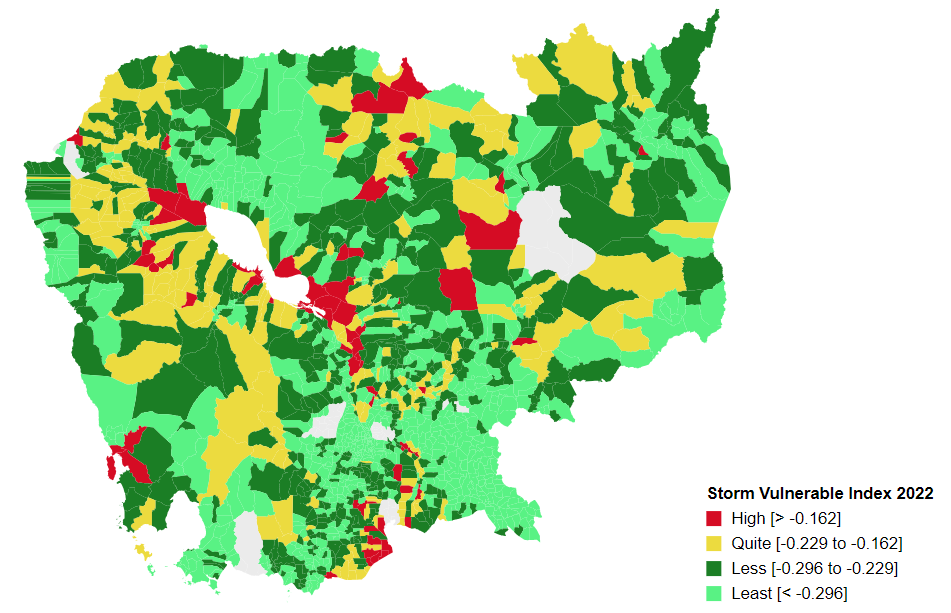 Storm Vulnerable Index 2022
High [> -0.162]
Quite [-0.229 to -0.162]
Less [-0.296 to -0.229]
Least [< -0.296]